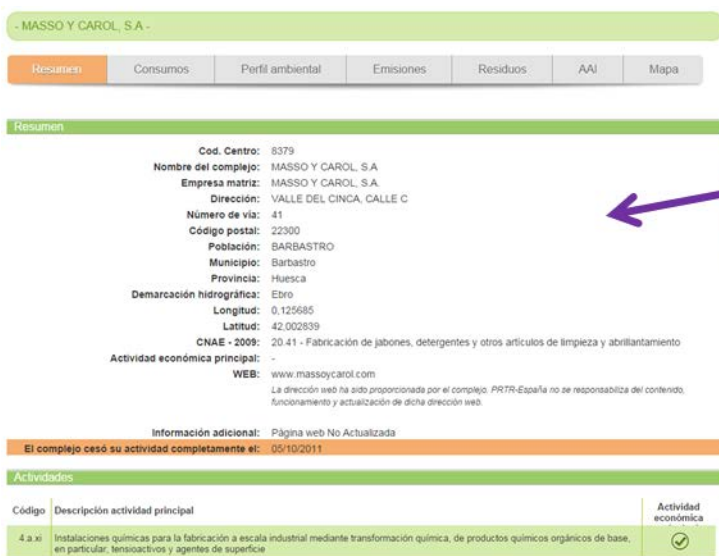 - MASSO Y CAROL, S.A -
Resumen Consumos Perfil ambiental Emisiones Residuos AAI Mapa
Resumen
Cod. Centro: 8379
Nombre del complejo: MASSO Y CAROL, S.A
Empresa matriz: MASSO Y CAROL, S.A.
Dirección: VALLE DEL CINCA, CALLE C
Número de vía: 41
Código postal: 22300
Población: BARBASTRO
Municipio: Barbastro
Provincia: Huesca
Demarcación hidrográfica: Ebro
Longitud: 0,125685
Latitud: 42,002839
CNAE - 2009: 20.41 - Fabricación de jabones, detergentes y otros artículos de limpieza y abrillantamiento
Actividad económica principal: -
WEB: www.massoycarol.com
La dirección web ha sido proporcionada por el complejo. PRTR-España no se responsabiliza del contenido,
funcionamiento y actualización de dicha dirección web.
Información adicional: Página web No Actualizada
El complejo cesó su actividad completamente el: 05/10/2011
Actividades
Código Descripción actividad principal Actividad
económica
4.a.xi Instalaciones químicas para la fabricación a escala industrial mediante transformación química, de productos químicos orgánicos de base,
en particular, tensioactivos y agentes de superficie